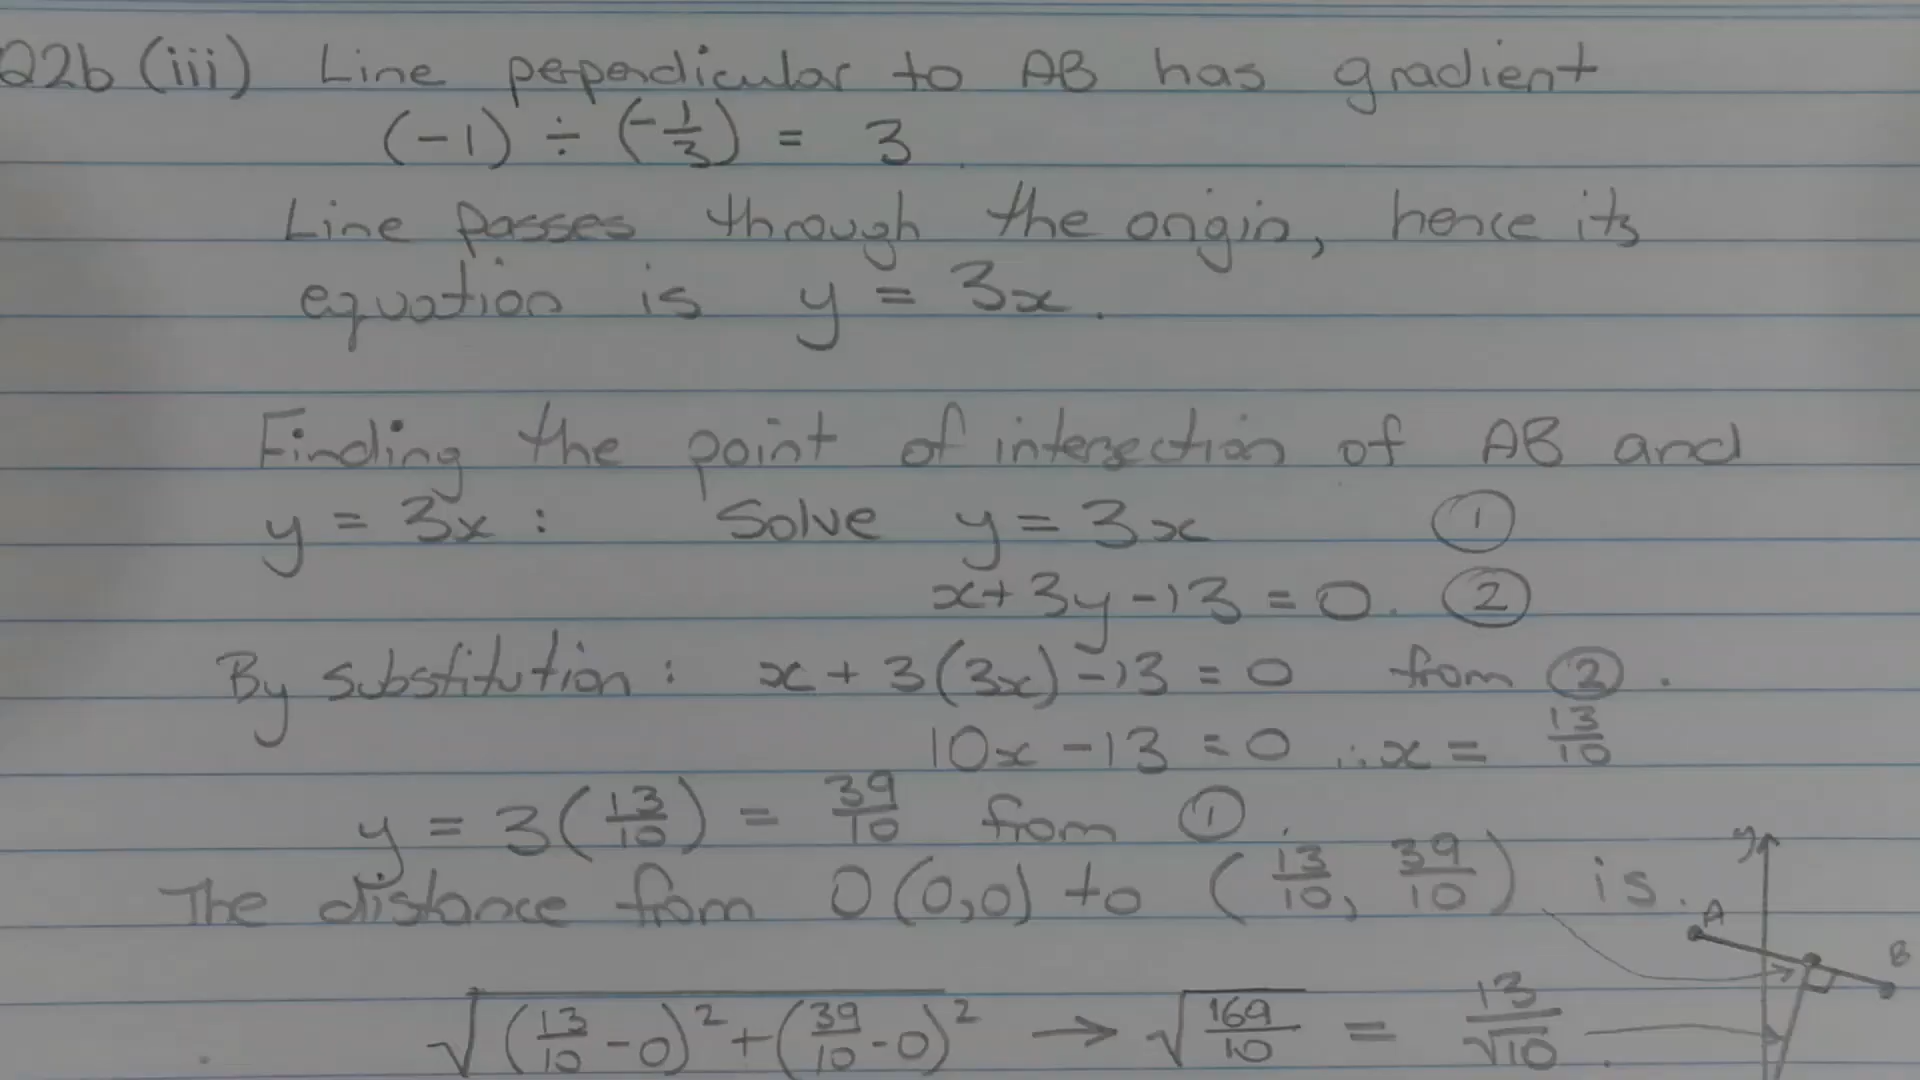 Q2b (iii) Line perpendicular to AB has gradient
(-1) ÷ (-1/3) = 3
Line passes through the origin, hence its
equation is y = 3x.
Finding the point of intersection of AB and
y = 3x : Solve y = 3x ①
x + 3y - 13 = 0. ②
By substitution : x + 3(3x) - 13 = 0 from ②.
10x - 13 = 0 ∴ x = 13/10
y = 3(13/10) = 39/10 from ①.
The distance from O(0,0) to (13/10, 39/10) is.
√((13/10 - 0)² + (39/10 - 0)²) → √(169/10) = 13/√10.
y
A
B